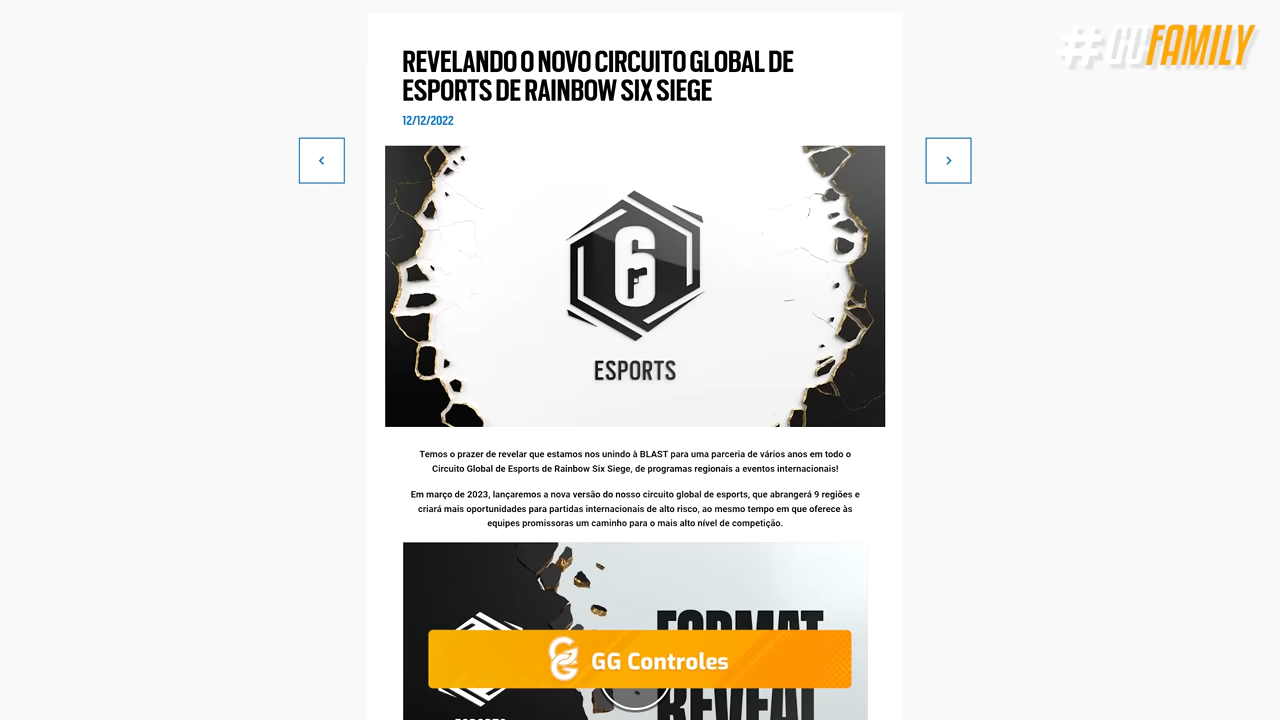 #GGFAMILY
REVELANDO O NOVO CIRCUITO GLOBAL DE
ESPORTS DE RAINBOW SIX SIEGE
12/12/2022
6
ESPORTS
Temos o prazer de revelar que estamos nos unindo à BLAST para uma parceria de vários anos em todo o
Circuito Global de Esports de Rainbow Six Siege, de programas regionais a eventos internacionais!
Em março de 2023, lançaremos a nova versão do nosso circuito global de esports, que abrangerá 9 regiões e
criará mais oportunidades para partidas internacionais de alto risco, ao mesmo tempo em que oferece às
equipes promissoras um caminho para o mais alto nível de competição.
FORMAT
GG Controles
REVEAL